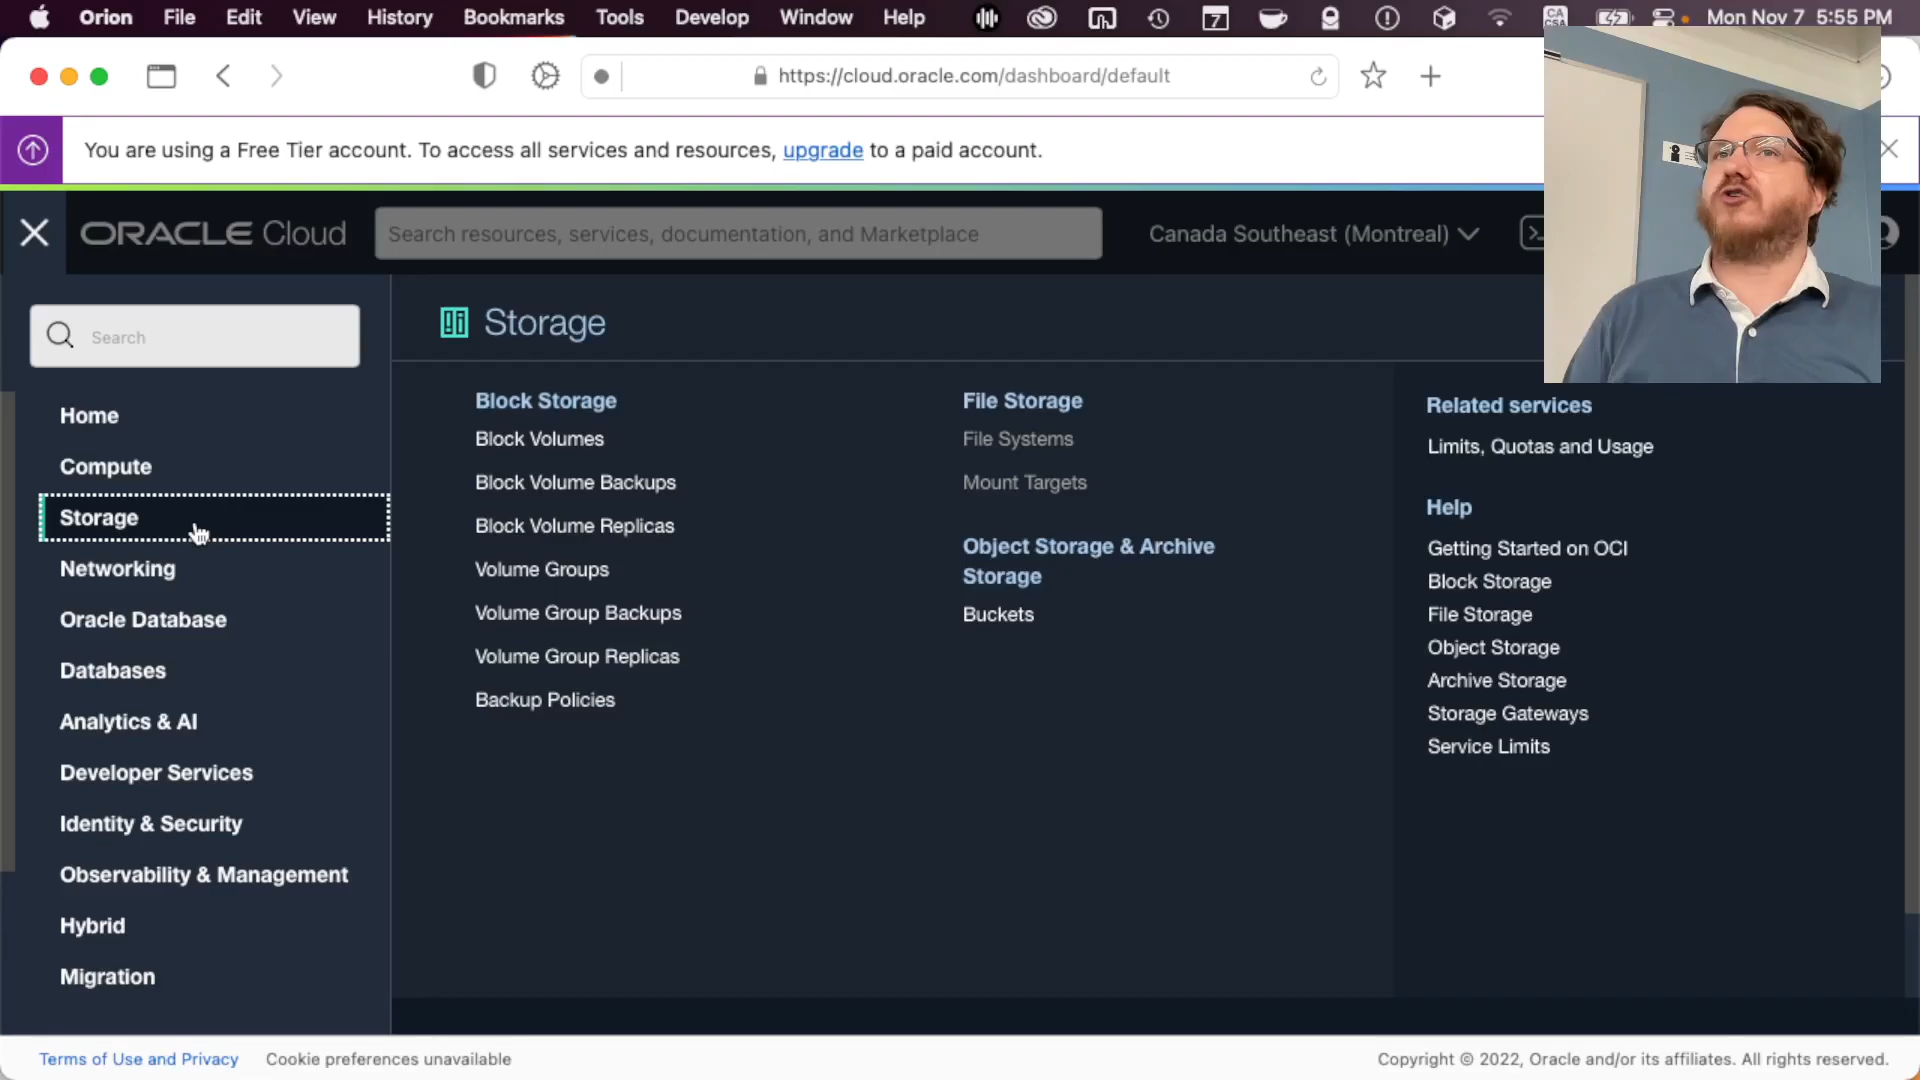 Orion File Edit View History Bookmarks Tools Develop Window Help 7 CA CSA Mon Nov 7 5:55 PM
https://cloud.oracle.com/dashboard/default
You are using a Free Tier account. To access all services and resources, upgrade to a paid account.
ORACLE Cloud
Search resources, services, documentation, and Marketplace
Canada Southeast (Montreal)
Search
Home
Compute
Storage
Networking
Oracle Database
Databases
Analytics & AI
Developer Services
Identity & Security
Observability & Management
Hybrid
Migration
Storage
Block Storage
Block Volumes
Block Volume Backups
Block Volume Replicas
Volume Groups
Volume Group Backups
Volume Group Replicas
Backup Policies
File Storage
File Systems
Mount Targets
Object Storage & Archive
Storage
Buckets
Related services
Limits, Quotas and Usage
Help
Getting Started on OCI
Block Storage
File Storage
Object Storage
Archive Storage
Storage Gateways
Service Limits
Terms of Use and Privacy
Cookie preferences unavailable
Copyright © 2022, Oracle and/or its affiliates. All rights reserved.